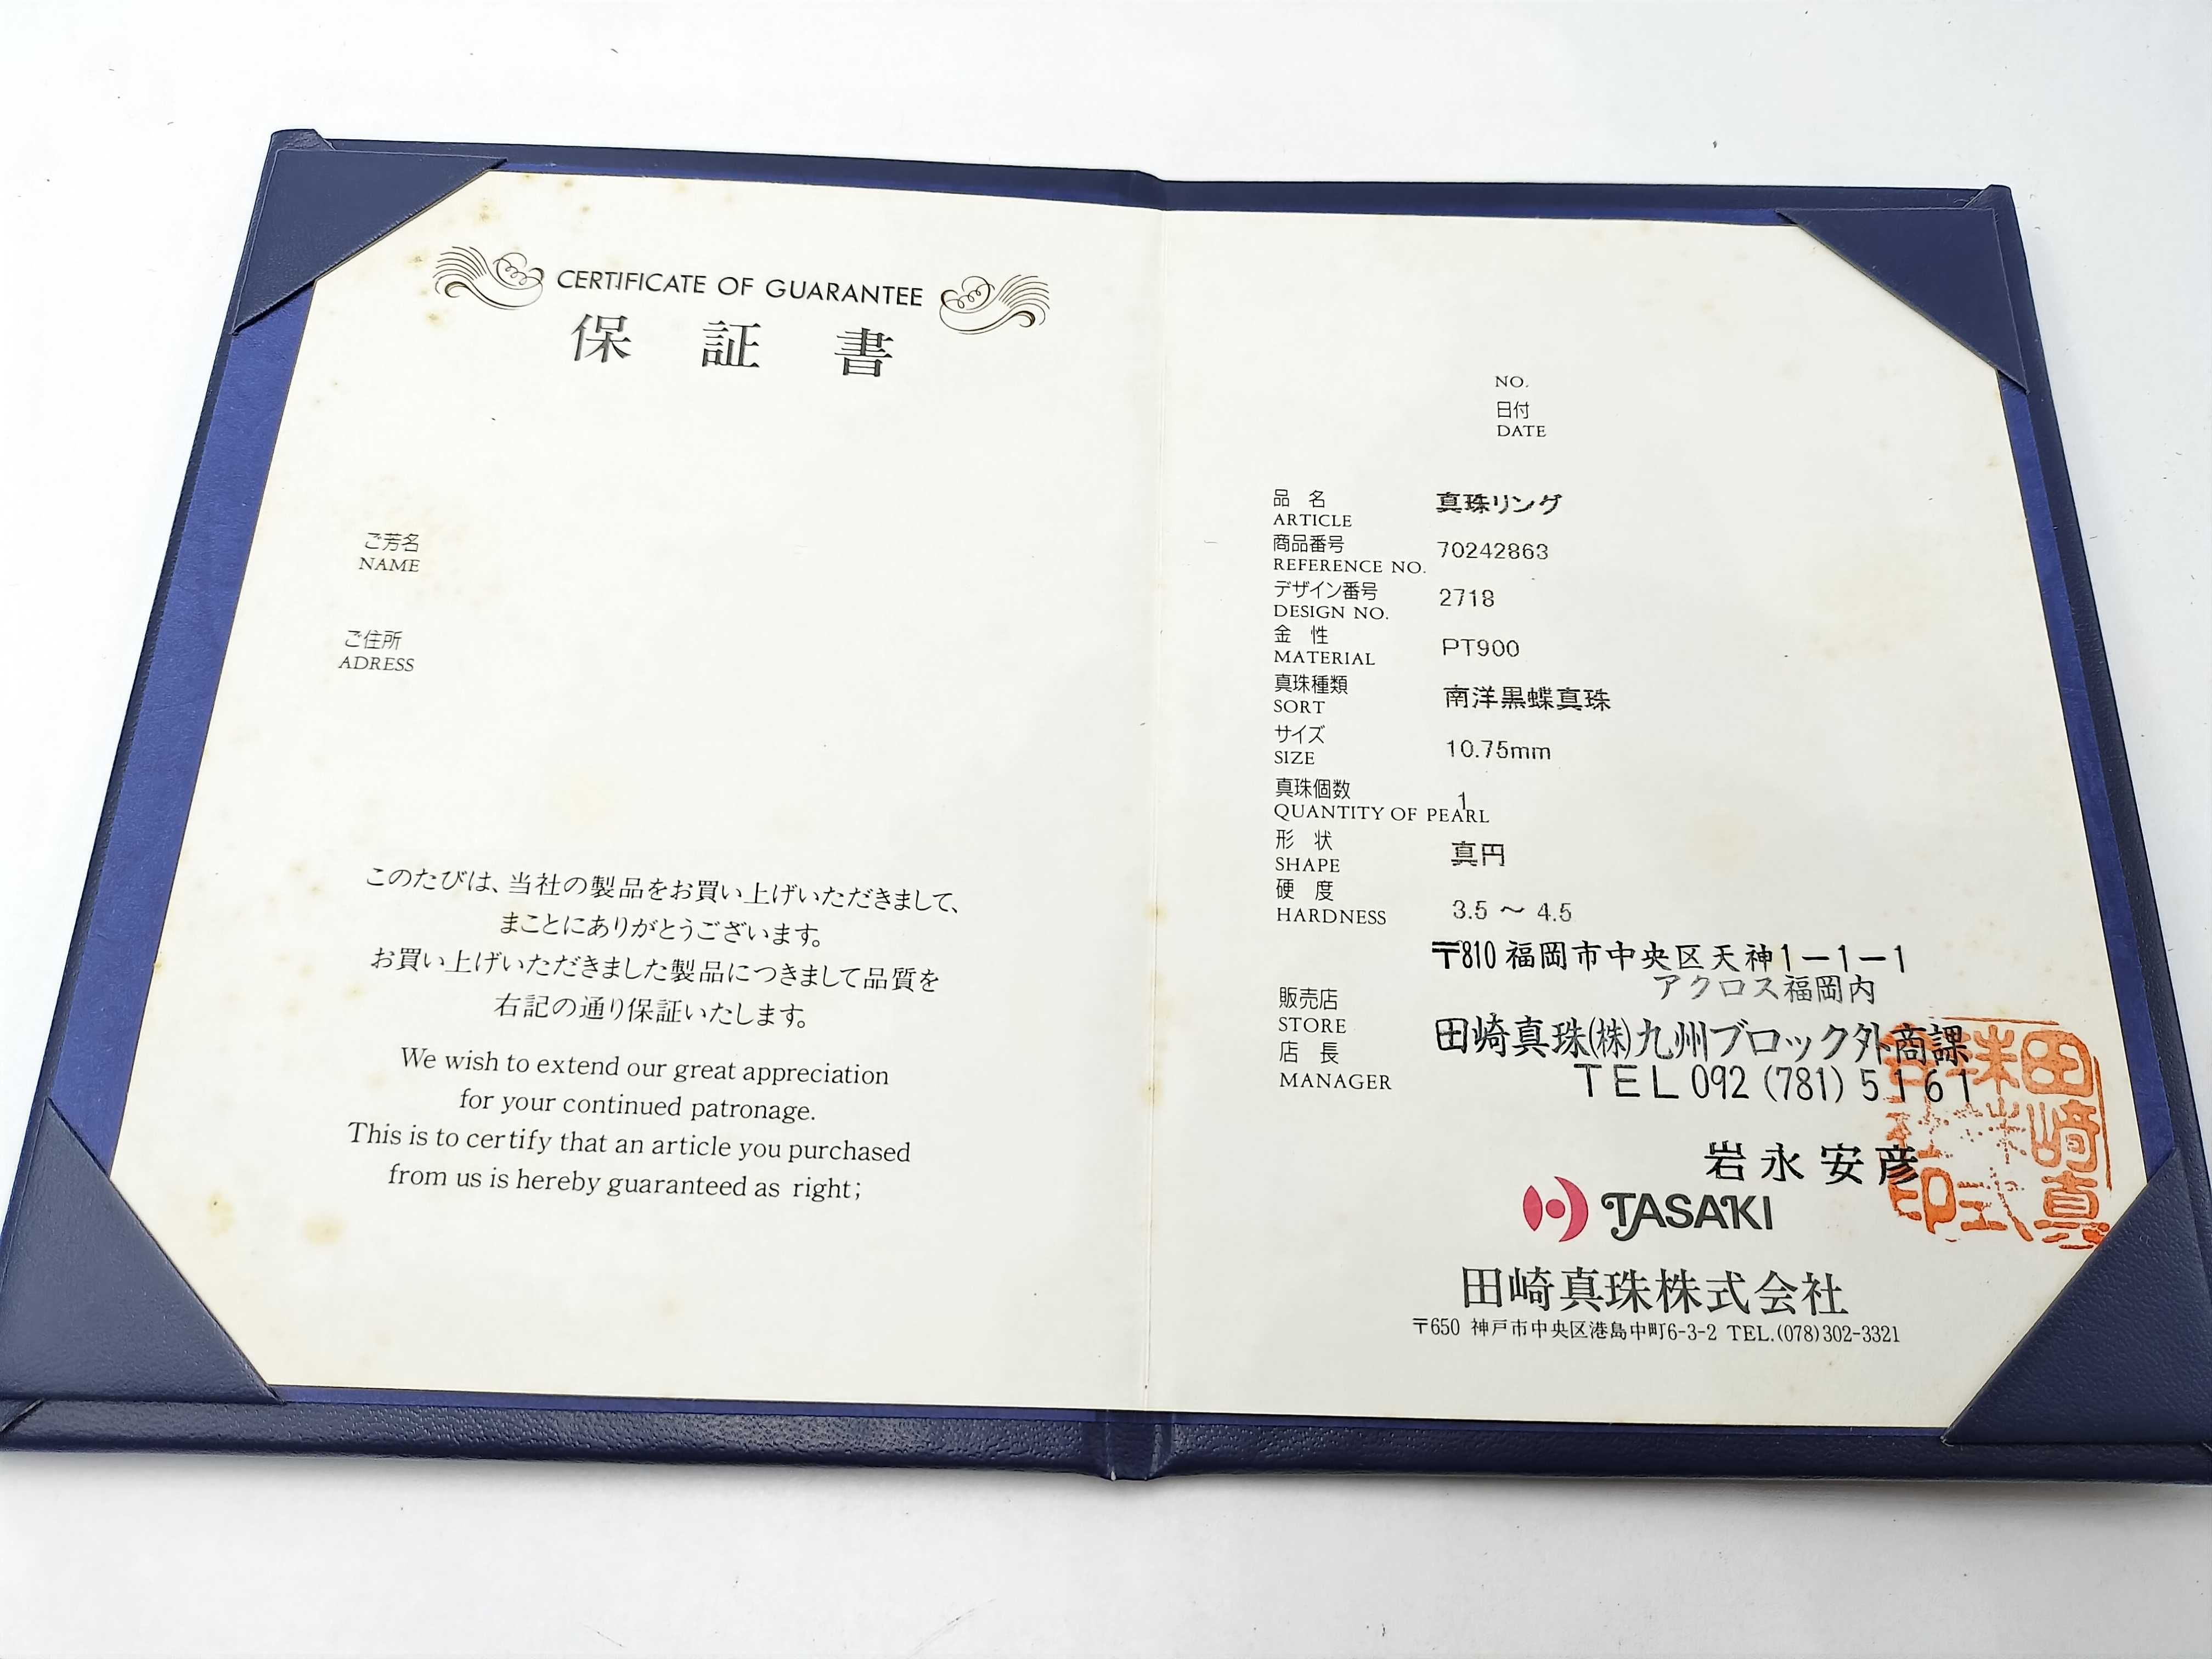 CERTIFICATE OF GUARANTEE
保証書
ご芳名
NAME
ご住所
ADRESS
このたびは、当社の製品をお買い上げいただきまして、
まことにありがとうございます。
お買い上げいただきました製品につきまして品質を
右記の通り保証いたします。
We wish to extend our great appreciation
for your continued patronage.
This is to certify that an article you purchased
from us is hereby guaranteed as right;
NO.
日付
DATE
品名 真珠リング
ARTICLE
商品番号 70242863
REFERENCE NO.
デザイン番号 2718
DESIGN NO.
金性 PT900
MATERIAL
真珠種類 南洋黒蝶真珠
SORT
サイズ 10.75mm
SIZE
真珠個数 1
QUANTITY OF PEARL
形状 真円
SHAPE
硬度 3.5 〜 4.5
HARDNESS
〒810 福岡市中央区天神1-1-1
アクロス福岡内
販売店
STORE
田崎真珠(株)九州ブロック外商課
店長
TEL 092 (781) 5161
MANAGER
岩永安彦
TASAKI
田崎真珠株式会社
〒650 神戸市中央区港島中町6-3-2 TEL.(078)302-3321
田崎真
珠株式